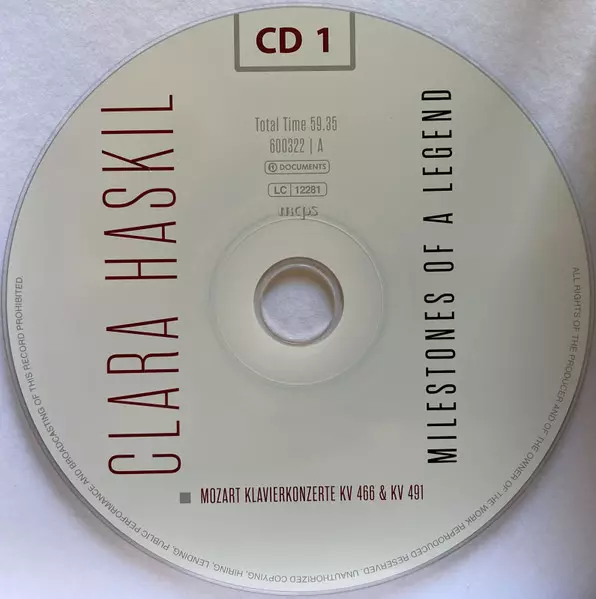 CD 1
Total Time 59.35
600322 | A
DOCUMENTS
LC 12281
mcps
CLARA HASKIL
MILESTONES OF A LEGEND
MOZART KLAVIERKONZERTE KV 466 & KV 491
ALL RIGHTS OF THE PRODUCER AND OF THE OWNER OF THE WORK REPRODUCED RESERVED. UNAUTHORIZED COPYING, HIRING, LENDING, PUBLIC PERFORMANCE AND BROADCASTING OF THIS RECORD PROHIBITED.